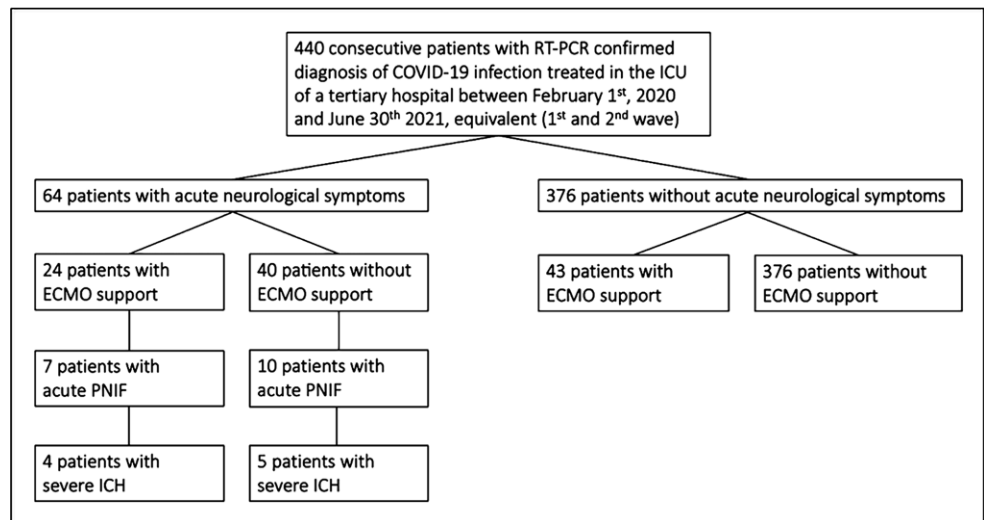 440 consecutive patients with RT-PCR confirmed
diagnosis of COVID-19 infection treated in the ICU
of a tertiary hospital between February 1st, 2020
and June 30th 2021, equivalent (1st and 2nd wave)
64 patients with acute neurological symptoms
376 patients without acute neurological symptoms
24 patients with
ECMO support
40 patients without
ECMO support
43 patients with
ECMO support
376 patients without
ECMO support
7 patients with
acute PNIF
10 patients with
acute PNIF
4 patients with
severe ICH
5 patients with
severe ICH